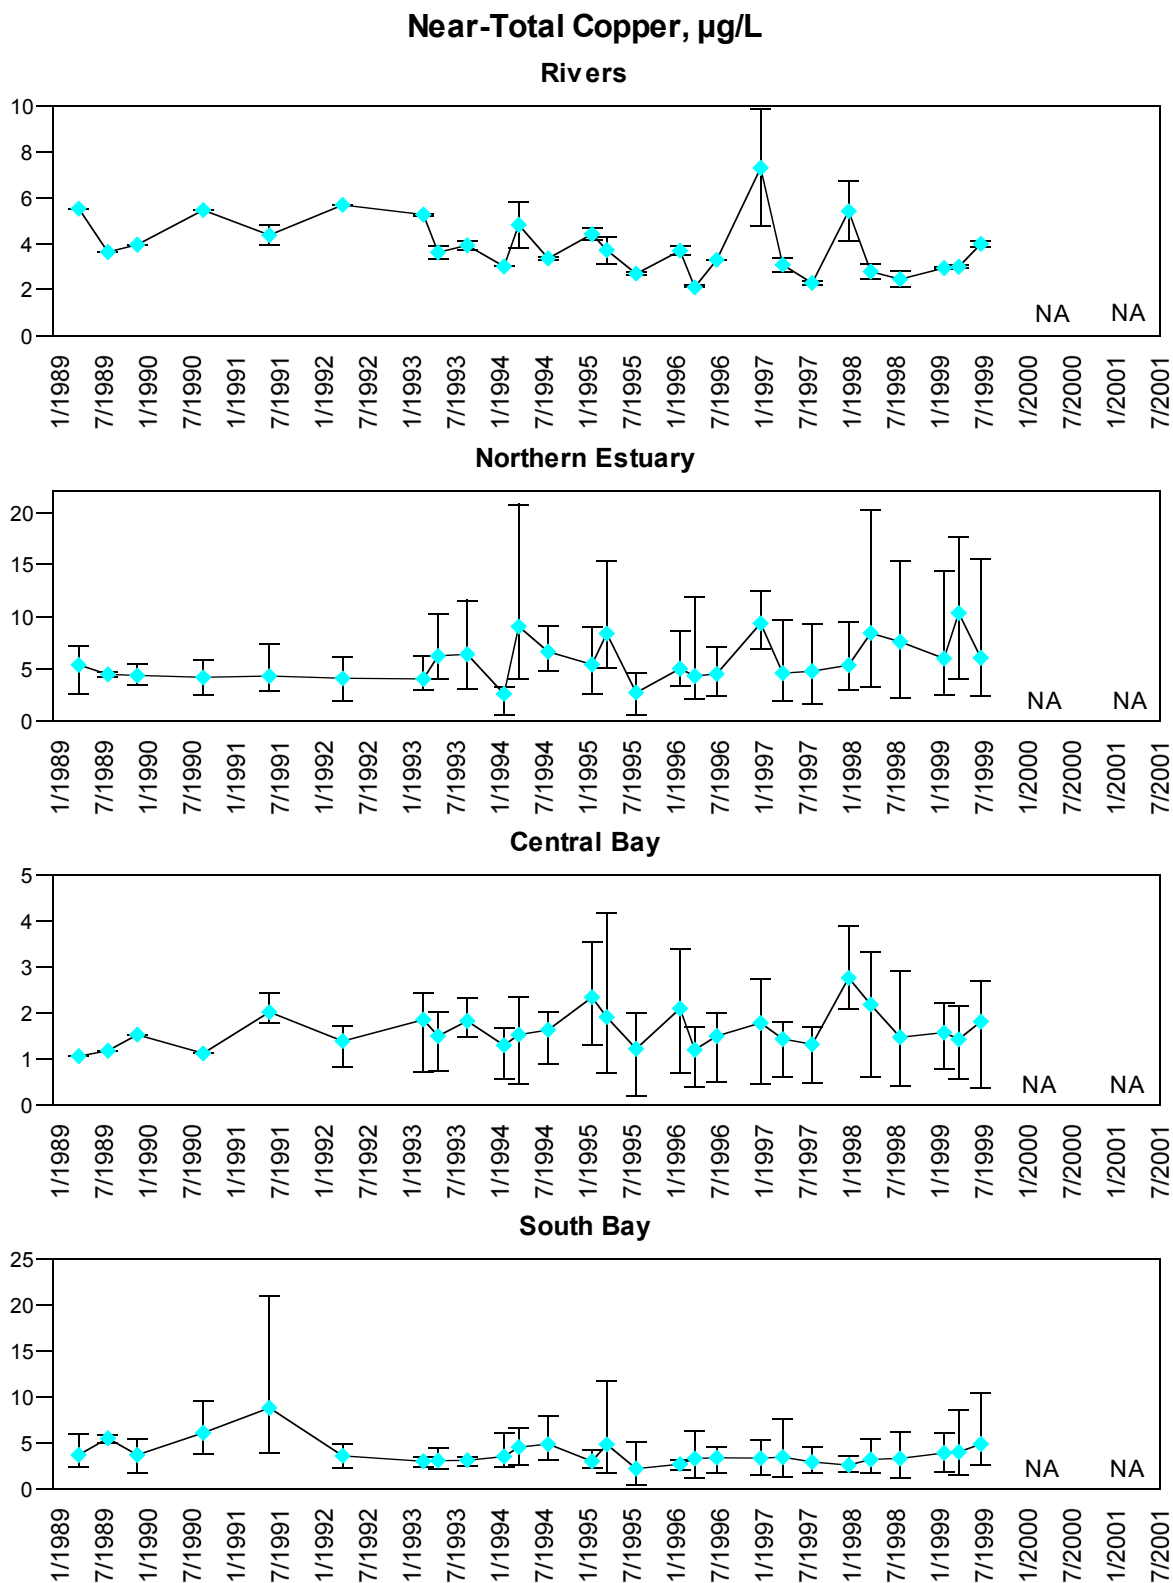 Near-Total Copper, µg/L
Rivers
10
8
6
4
2
0
NA NA
1/1989 7/1989 1/1990 7/1990 1/1991 7/1991 1/1992 7/1992 1/1993 7/1993 1/1994 7/1994 1/1995 7/1995 1/1996 7/1996 1/1997 7/1997 1/1998 7/1998 1/1999 7/1999 1/2000 7/2000 1/2001 7/2001
Northern Estuary
20
15
10
5
0
NA NA
1/1989 7/1989 1/1990 7/1990 1/1991 7/1991 1/1992 7/1992 1/1993 7/1993 1/1994 7/1994 1/1995 7/1995 1/1996 7/1996 1/1997 7/1997 1/1998 7/1998 1/1999 7/1999 1/2000 7/2000 1/2001 7/2001
Central Bay
5
4
3
2
1
0
NA NA
1/1989 7/1989 1/1990 7/1990 1/1991 7/1991 1/1992 7/1992 1/1993 7/1993 1/1994 7/1994 1/1995 7/1995 1/1996 7/1996 1/1997 7/1997 1/1998 7/1998 1/1999 7/1999 1/2000 7/2000 1/2001 7/2001
South Bay
25
20
15
10
5
0
NA NA
1/1989 7/1989 1/1990 7/1990 1/1991 7/1991 1/1992 7/1992 1/1993 7/1993 1/1994 7/1994 1/1995 7/1995 1/1996 7/1996 1/1997 7/1997 1/1998 7/1998 1/1999 7/1999 1/2000 7/2000 1/2001 7/2001